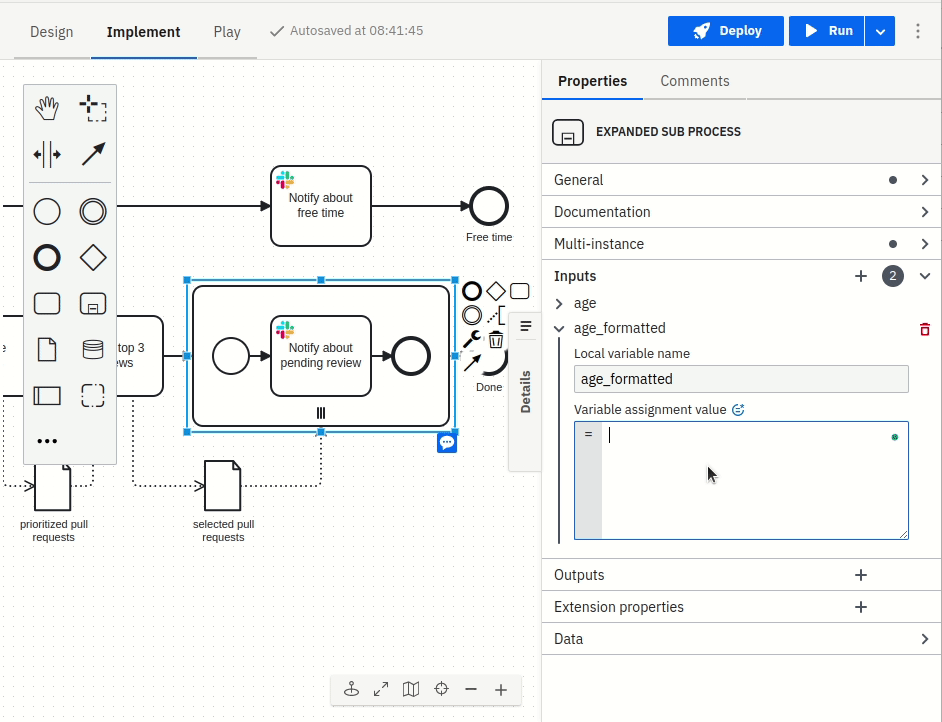 Design
Implement
Play
Autosaved at 08:41:45
Deploy
Run
Properties
Comments
EXPANDED SUB PROCESS
General
Documentation
Multi-instance
Inputs
2
age
age_formatted
Local variable name
age_formatted
Variable assignment value
=
Outputs
Extension properties
Data
Details
Notify about
free time
Free time
top 3
Notify about
pending review
Done
prioritized pull
requests
selected pull
requests